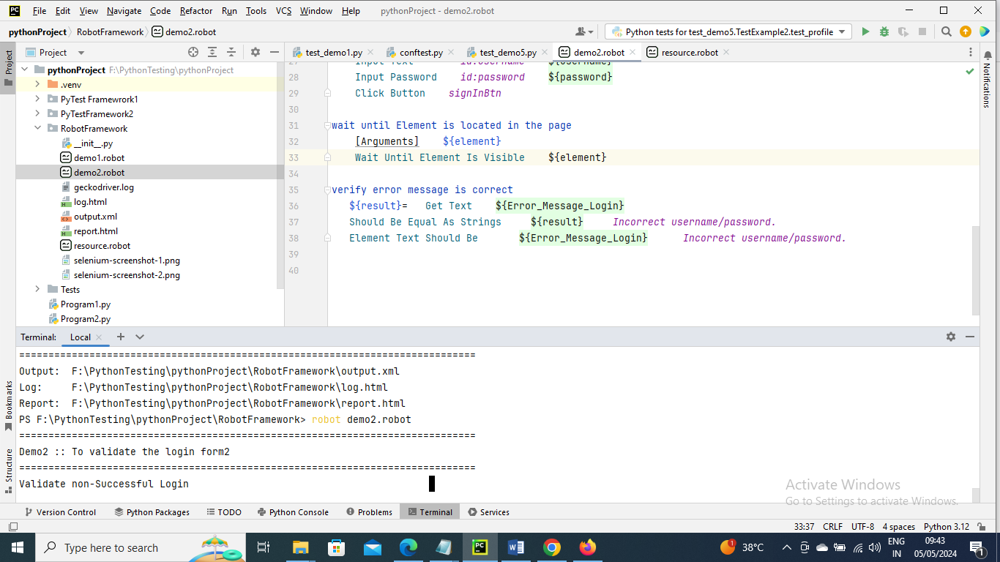 File Edit View Navigate Code Refactor Run Tools VCS Window Help pythonProject - demo2.robot
pythonProject RobotFramework demo2.robot Python tests for test_demo5.TestExample2.test_profile
Project
test_demo1.py conftest.py test_demo5.py demo2.robot resource.robot
Project
Notifications
pythonProject F:\PythonTesting\pythonProject
.venv
PyTest Framewrork1
PyTestFramework2
RobotFramework
__init__.py
demo1.robot
demo2.robot
geckodriver.log
log.html
output.xml
report.html
resource.robot
selenium-screenshot-1.png
selenium-screenshot-2.png
Tests
Program1.py
Program2.py
27 Input Text id:username ${username}
28 Input Password id:password ${password}
29 Click Button signInBtn
30
31 wait until Element is located in the page
32 [Arguments] ${element}
33 Wait Until Element Is Visible ${element}
34
35 verify error message is correct
36 ${result}= Get Text ${Error_Message_Login}
37 Should Be Equal As Strings ${result} Incorrect username/password.
38 Element Text Should Be ${Error_Message_Login} Incorrect username/password.
39
40
Terminal: Local
==============================================================================
Output: F:\PythonTesting\pythonProject\RobotFramework\output.xml
Log: F:\PythonTesting\pythonProject\RobotFramework\log.html
Report: F:\PythonTesting\pythonProject\RobotFramework\report.html
PS F:\PythonTesting\pythonProject\RobotFramework> robot demo2.robot
==============================================================================
Demo2 :: To validate the login form2
==============================================================================
Validate non-Successful Login
Bookmarks
Structure
Activate Windows
Go to Settings to activate Windows.
Version Control Python Packages TODO Python Console Problems Terminal Services
33:37 CRLF UTF-8 4 spaces Python 3.12
Type here to search
1 38°C ENG 09:43
IN 05/05/2024 1